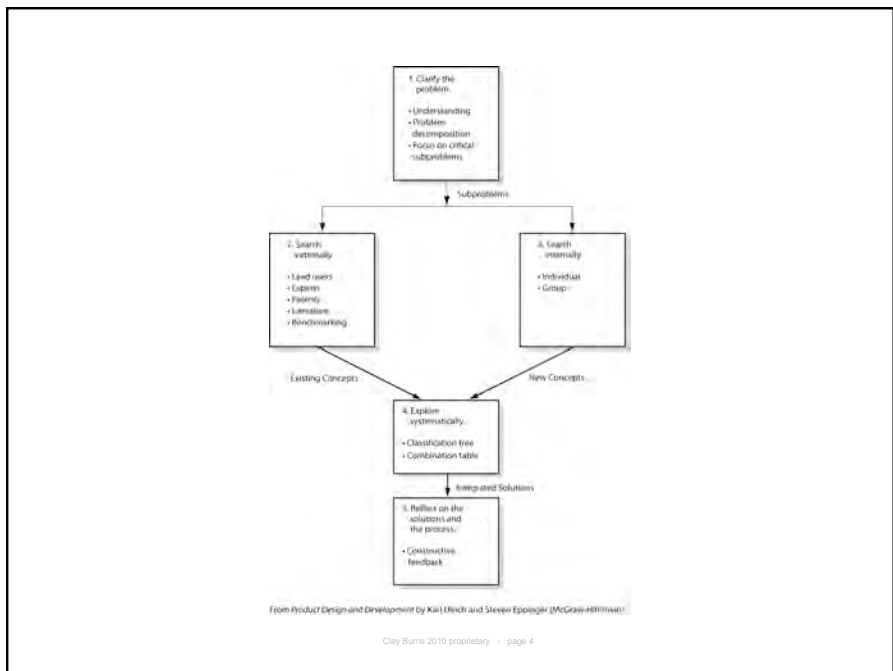 1. Clarify the
problem.
• Understanding
• Problem
decomposition
• Focus on critical
subproblems
Subproblems
2. Search
externally.
• Lead users
• Experts
• Patents
• Literature
• Benchmarking
3. Search
internally.
• Individual
• Group
Existing Concepts
New Concepts
4. Explore
systematically.
• Classification tree
• Combination table
Integrated Solutions
5. Reflect on the
solutions and
the process.
• Constructive
feedback
From Product Design and Development by Karl Ulrich and Steven Eppinger
Clay Burns 2010 proprietary - page 4